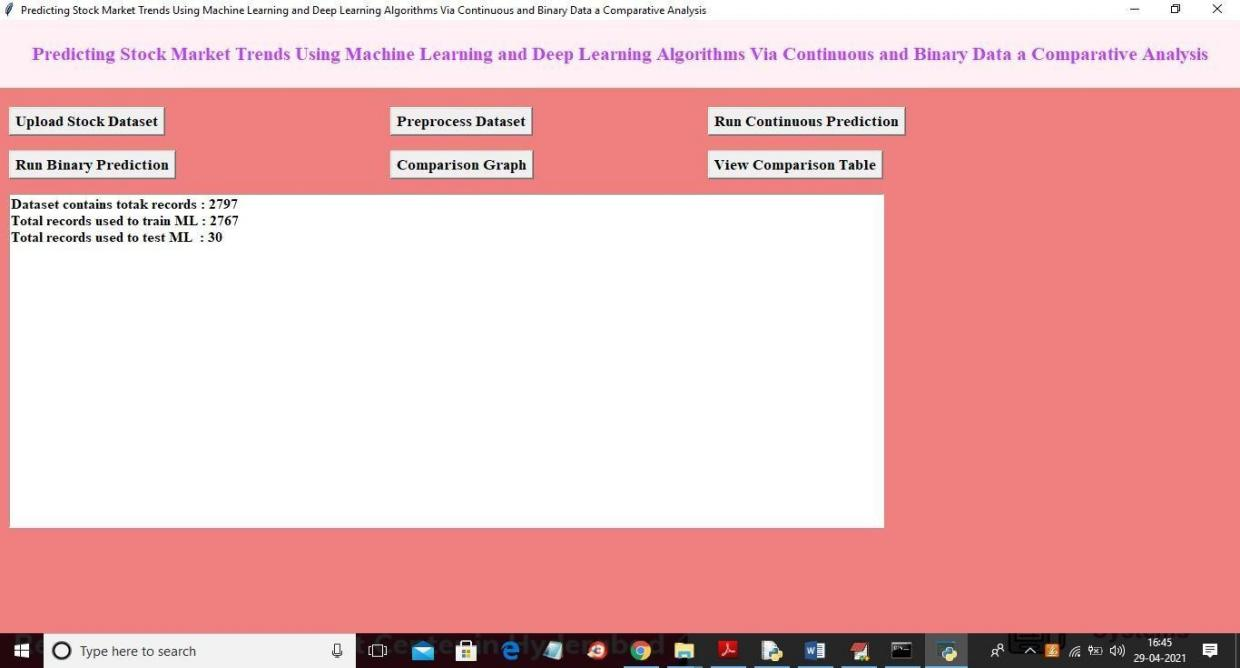 Predicting Stock Market Trends Using Machine Learning and Deep Learning Algorithms Via Continuous and Binary Data a Comparative Analysis
Predicting Stock Market Trends Using Machine Learning and Deep Learning Algorithms Via Continuous and Binary Data a Comparative Analysis
Upload Stock Dataset Preprocess Dataset Run Continuous Prediction
Run Binary Prediction Comparison Graph View Comparison Table
Dataset contains totak records : 2797
Total records used to train ML : 2767
Total records used to test ML : 30
Type here to search
16:45
29-04-2021